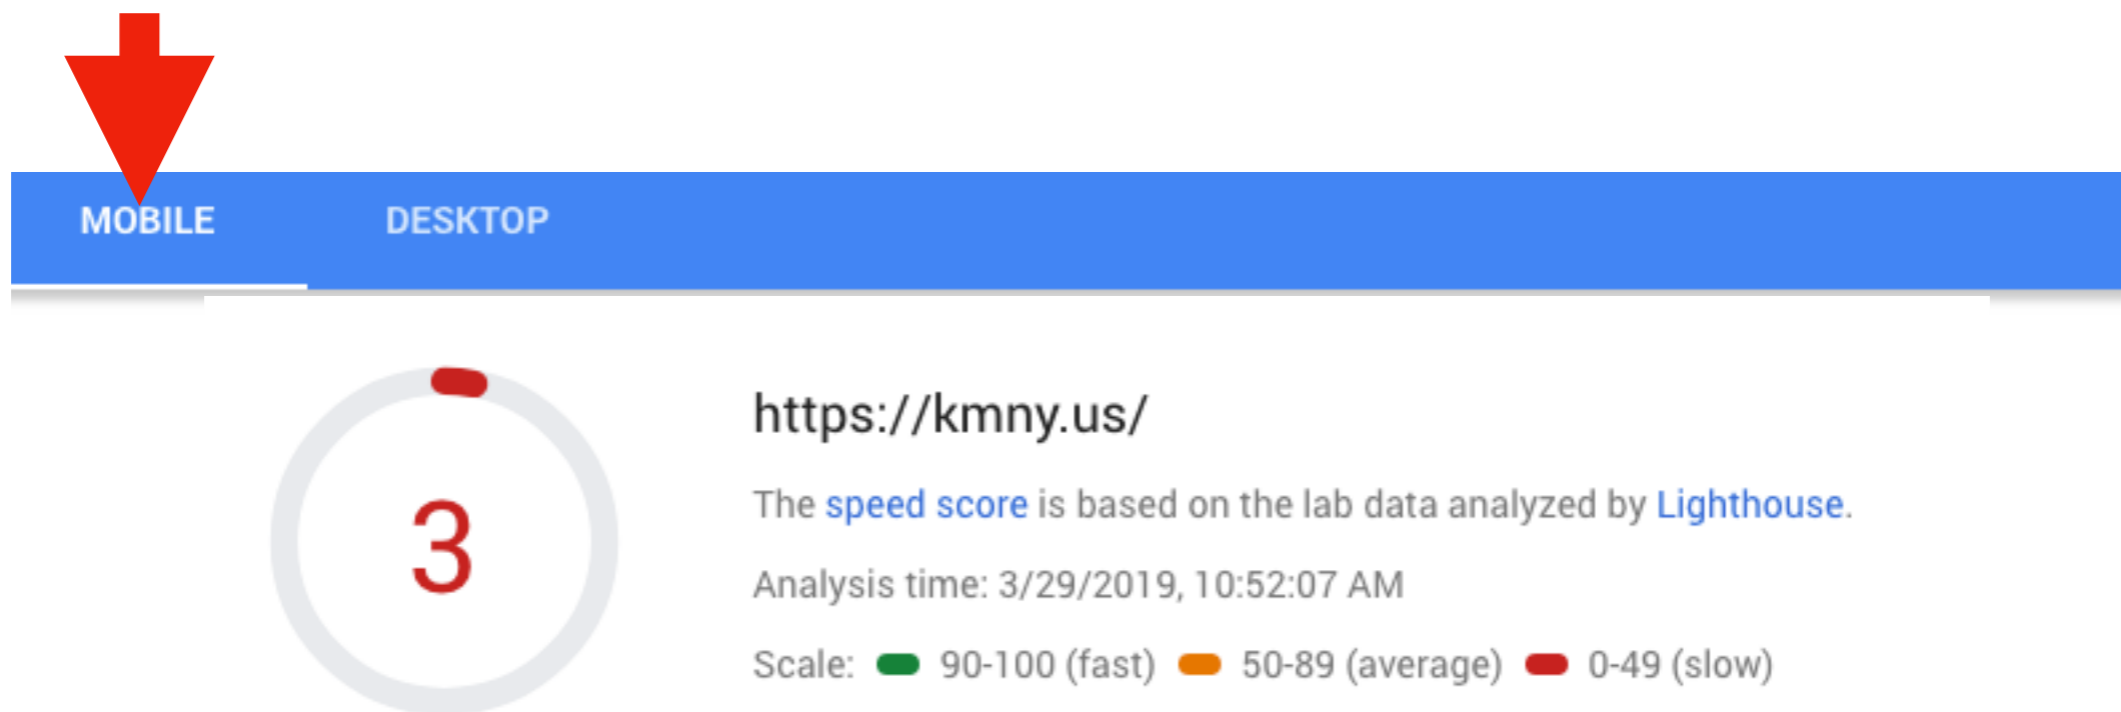 MOBILE DESKTOP
https://kmny.us/
The speed score is based on the lab data analyzed by Lighthouse.
3
Analysis time: 3/29/2019, 10:52:07 AM
Scale: 90-100 (fast) 50-89 (average) 0-49 (slow)